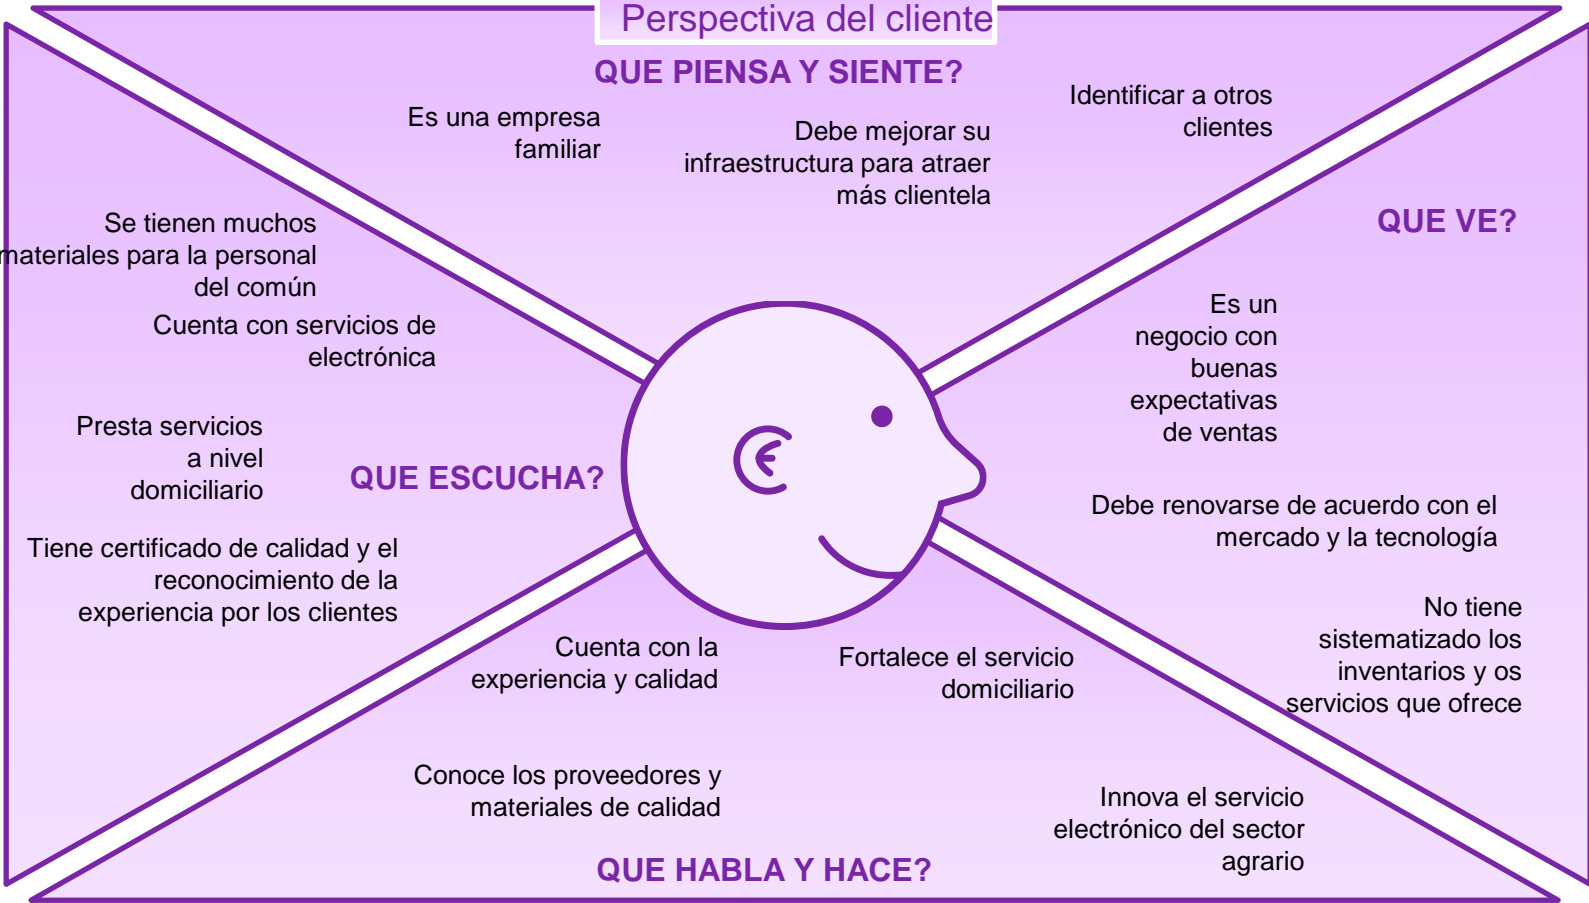 Perspectiva del cliente
QUE PIENSA Y SIENTE?
Es una empresa
familiar
Debe mejorar su
infraestructura para atraer
más clientela
Identificar a otros
clientes
QUE VE?
Es un
negocio con
buenas
expectativas
de ventas
Debe renovarse de acuerdo con el
mercado y la tecnología
No tiene
sistematizado los
inventarios y os
servicios que ofrece
Se tienen muchos
materiales para la personal
del común
Cuenta con servicios de
electrónica
Presta servicios
a nivel
domiciliario
QUE ESCUCHA?
Tiene certificado de calidad y el
reconocimiento de la
experiencia por los clientes
Cuenta con la
experiencia y calidad
Fortalece el servicio
domiciliario
Conoce los proveedores y
materiales de calidad
Innova el servicio
electrónico del sector
agrario
QUE HABLA Y HACE?